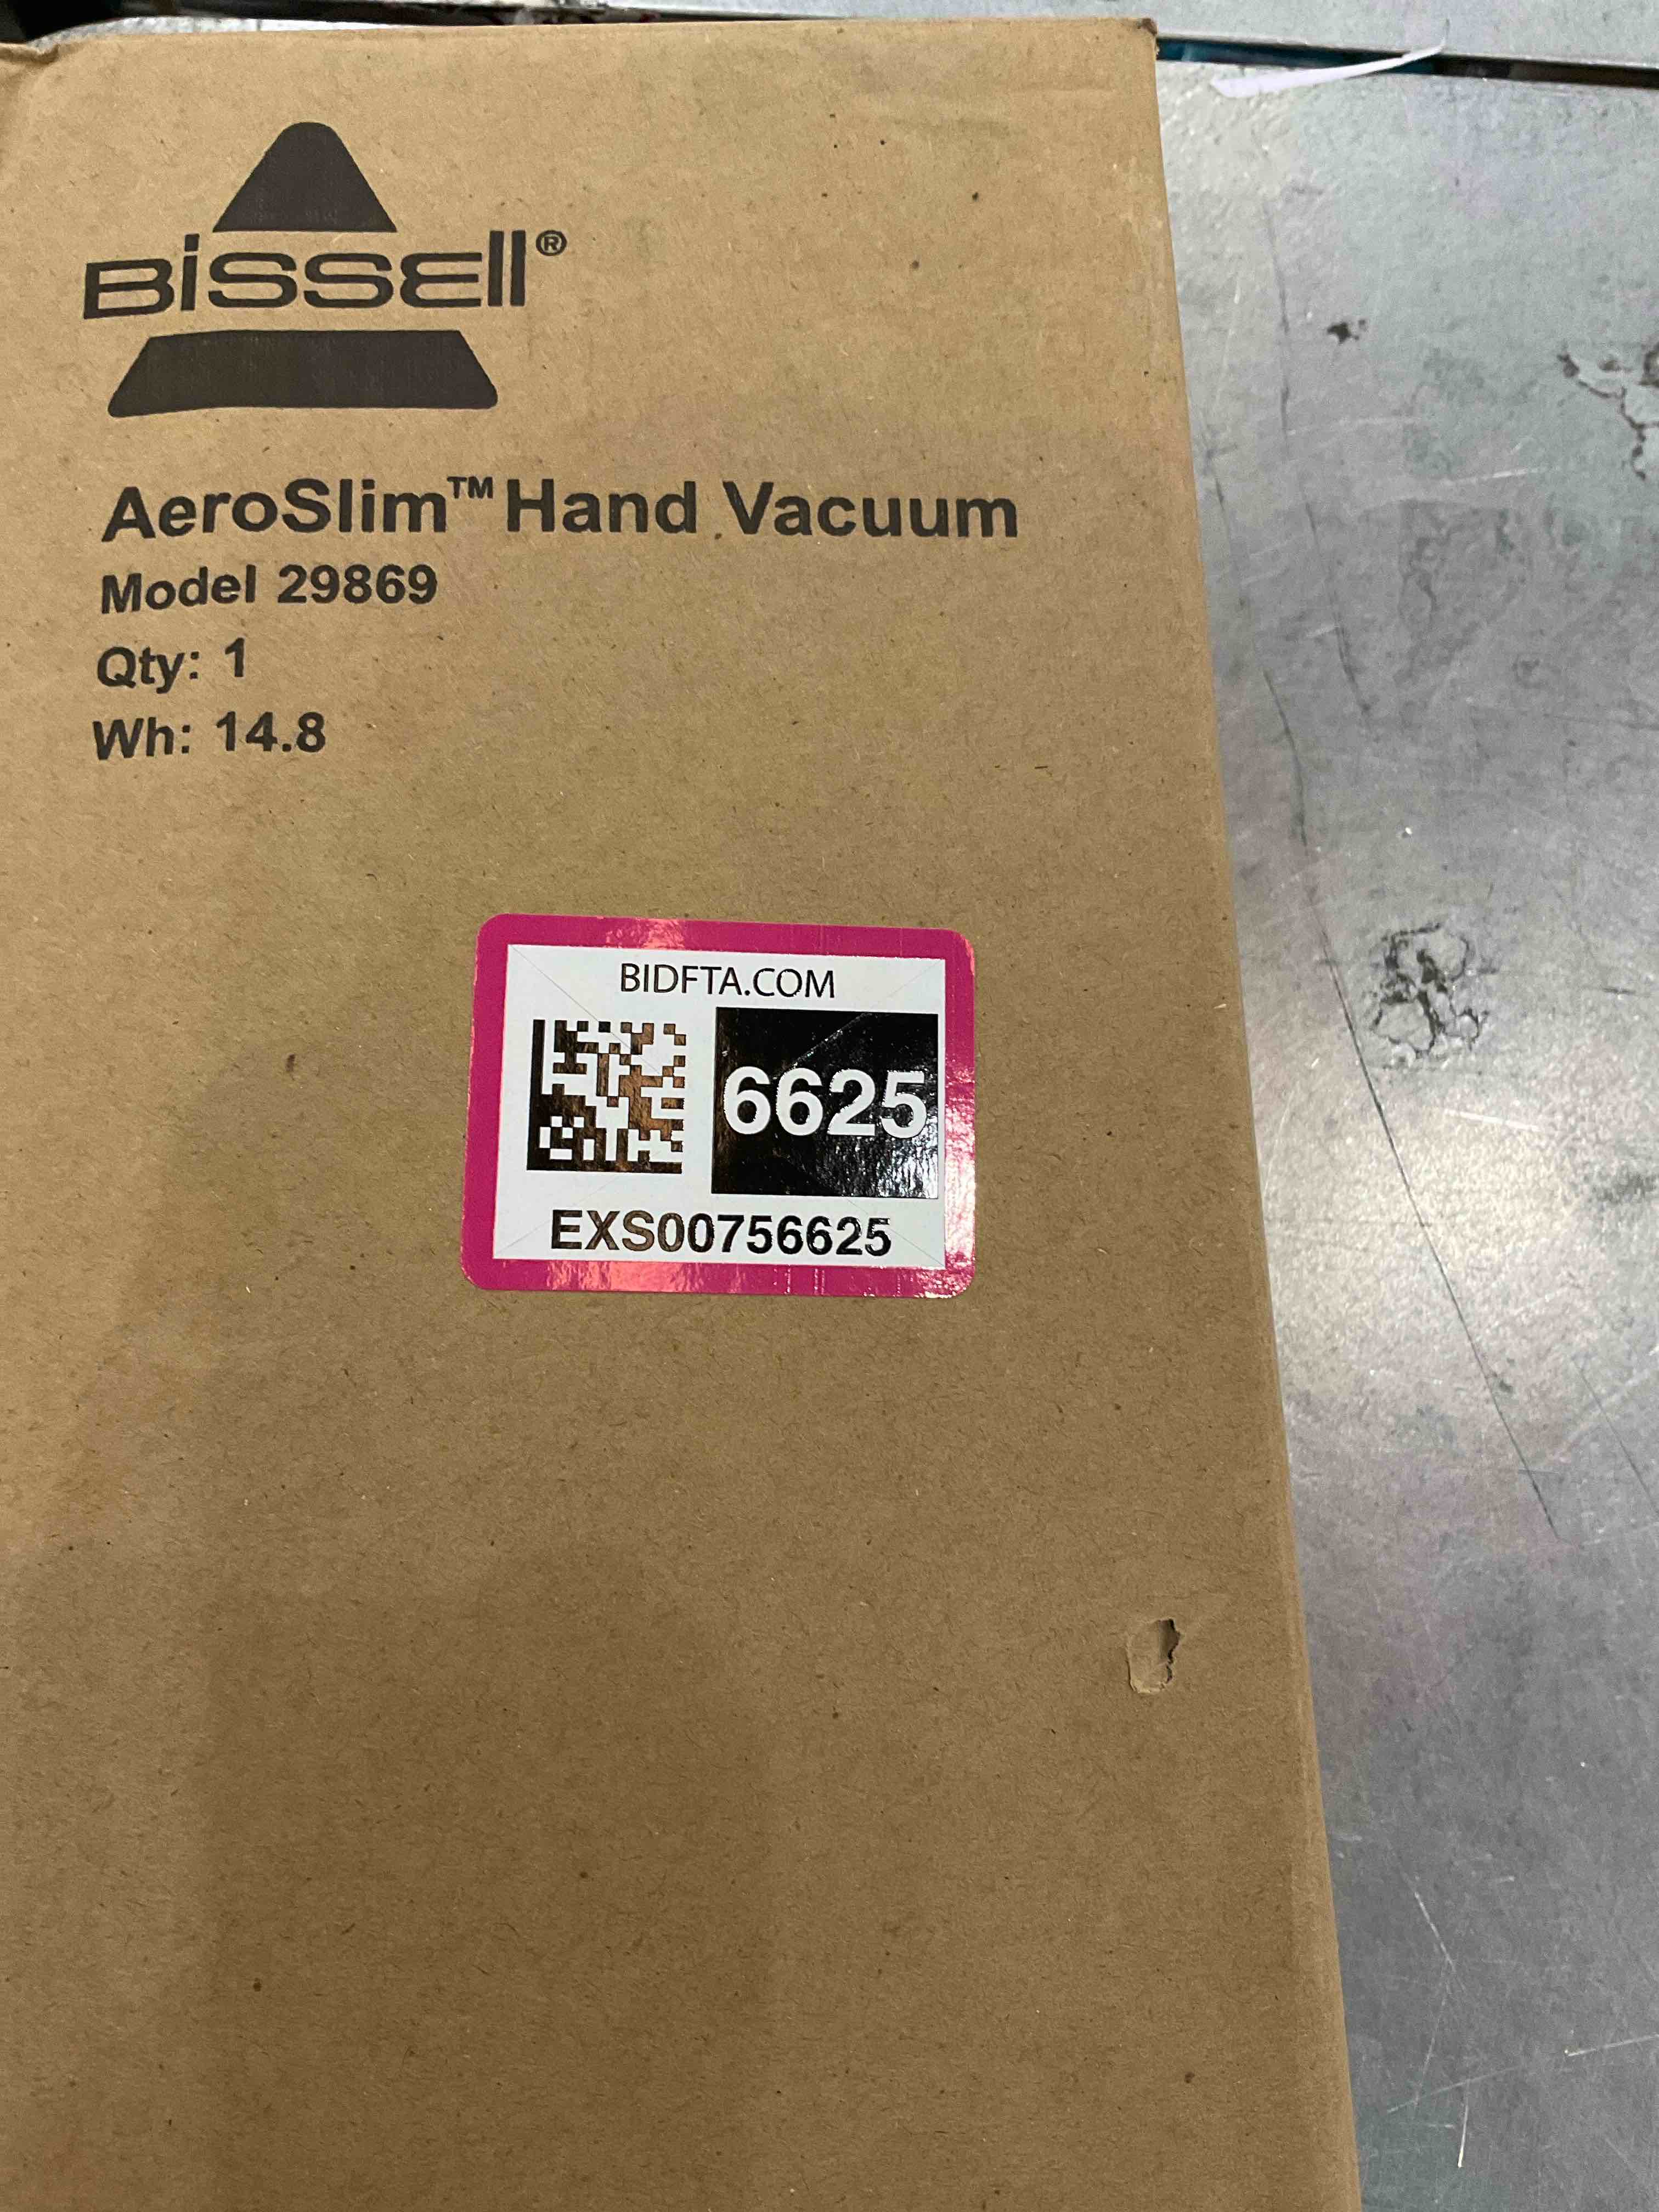 BISSELL®
AeroSlim™ Hand Vacuum
Model 29869
Qty: 1
Wh: 14.8
BIDFTA.COM
6625
EXS00756625